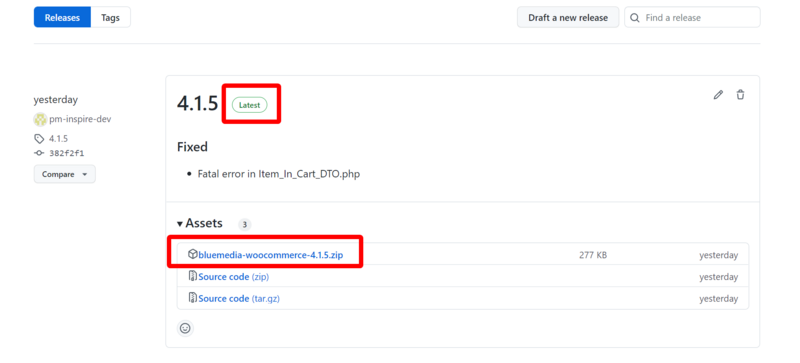 Releases Tags Draft a new release Find a release
yesterday
pm-inspire-dev
4.1.5
382f2f1
Compare
4.1.5 Latest
Fixed
Fatal error in Item_In_Cart_DTO.php
Assets 3
bluemedia-woocommerce-4.1.5.zip 277 KB yesterday
Source code (zip) yesterday
Source code (tar.gz) yesterday